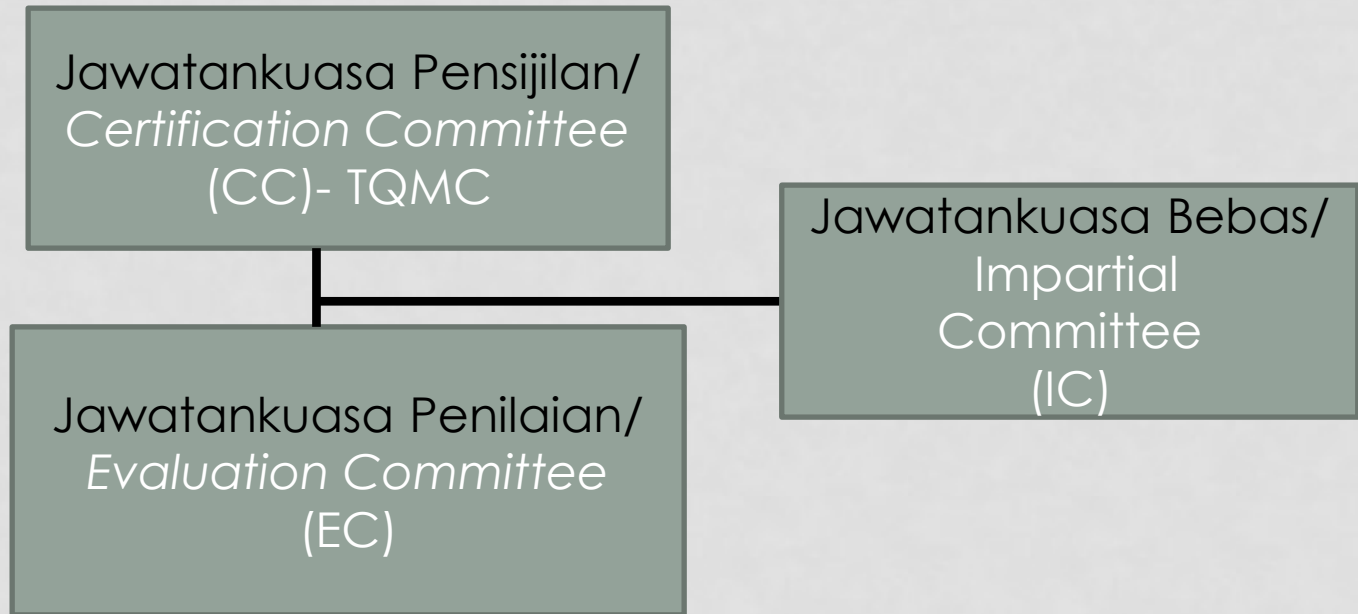 Jawatankuasa Pensijilan/
Certification Committee
(CC)- TQMC
Jawatankuasa Bebas/
Impartial
Committee
(IC)
Jawatankuasa Penilaian/
Evaluation Committee
(EC)